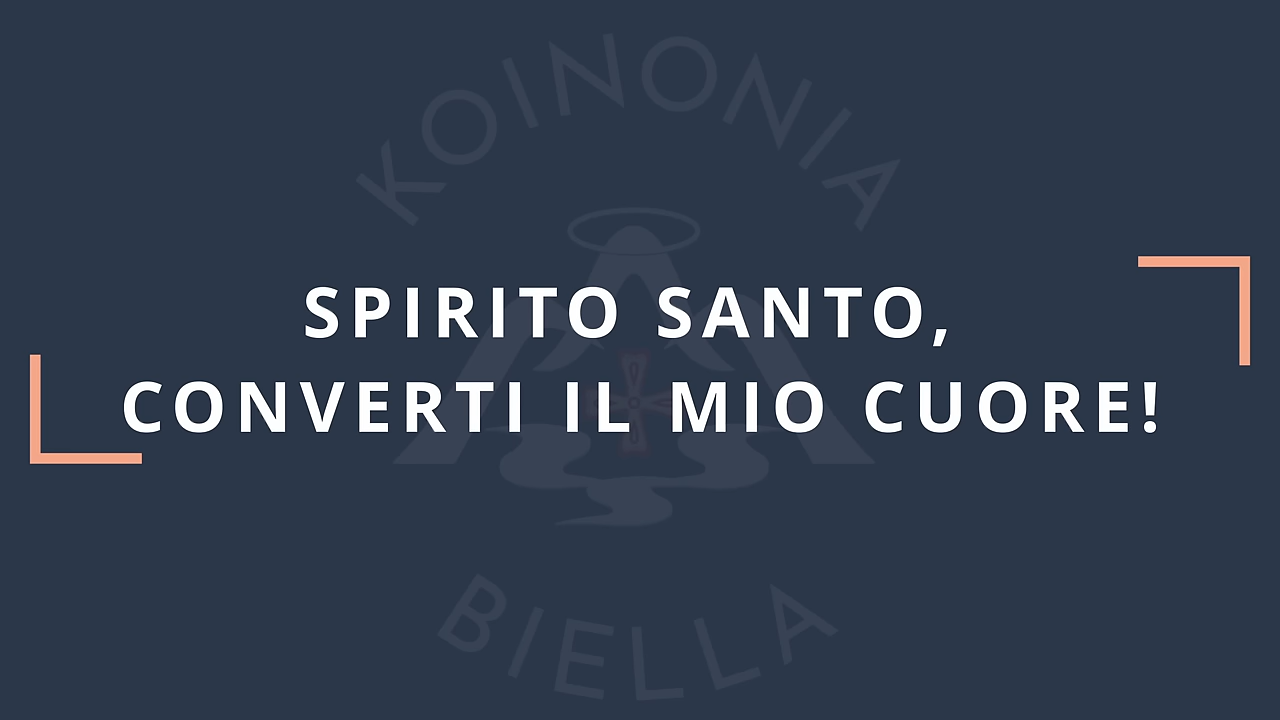 KOINONIA
SPIRITO SANTO,
CONVERTI IL MIO CUORE!
BIELLA